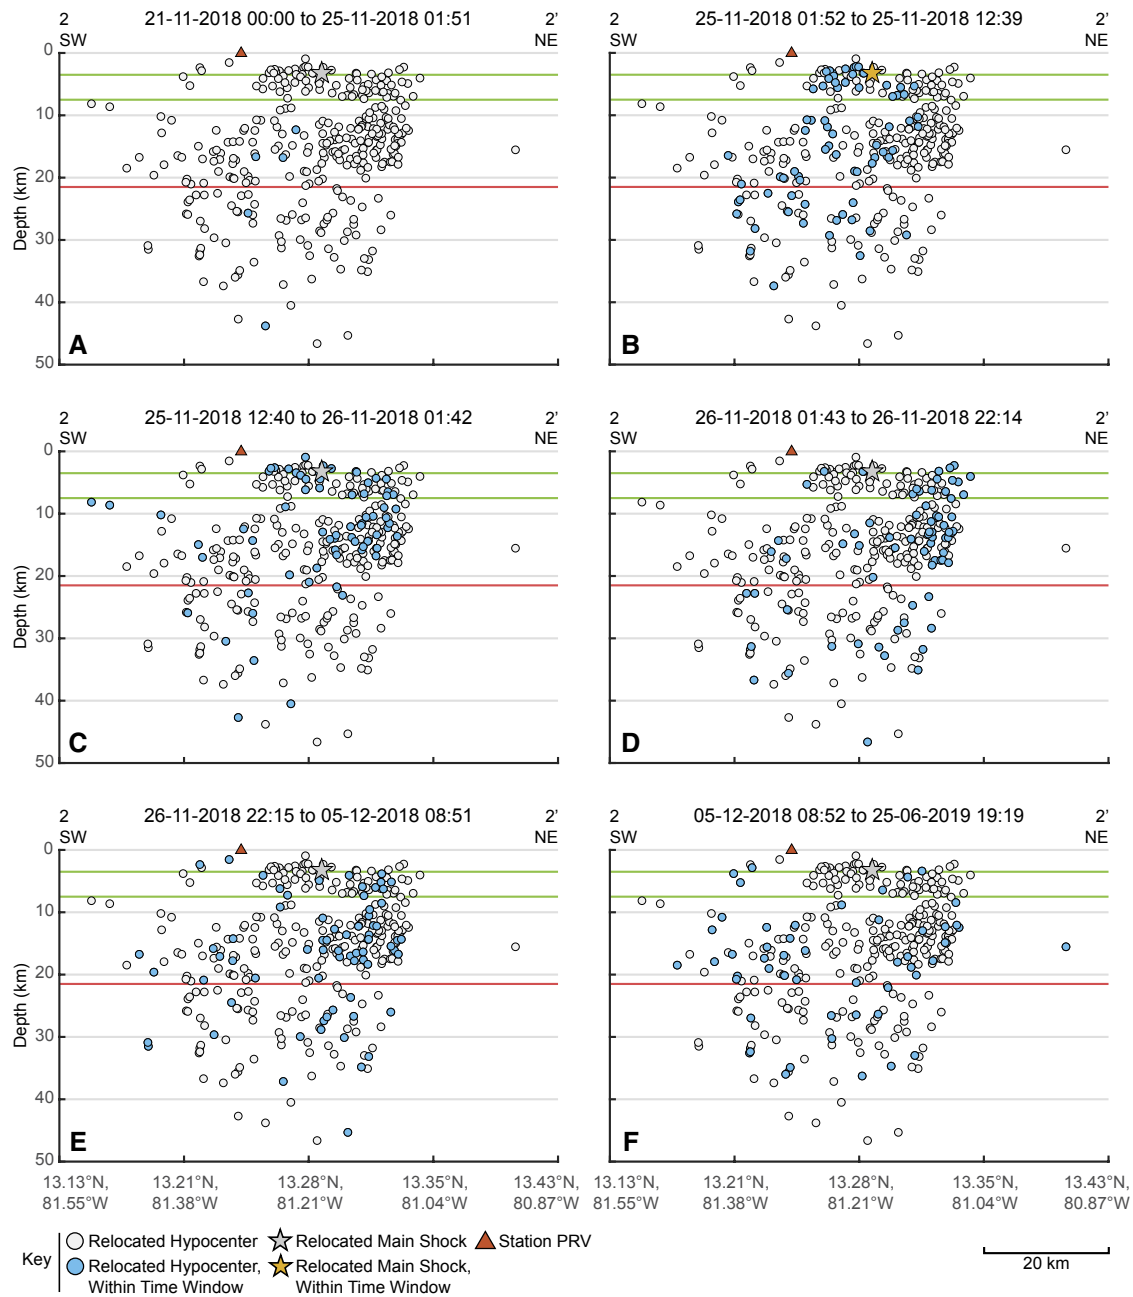 2 21-11-2018 00:00 to 25-11-2018 01:51 2'
SW NE
2 25-11-2018 01:52 to 25-11-2018 12:39 2'
SW NE
0
10
20
30
40
50
Depth (km)
A
B
2 25-11-2018 12:40 to 26-11-2018 01:42 2'
SW NE
2 26-11-2018 01:43 to 26-11-2018 22:14 2'
SW NE
0
10
20
30
40
50
Depth (km)
C
D
2 26-11-2018 22:15 to 05-12-2018 08:51 2'
SW NE
2 05-12-2018 08:52 to 25-06-2019 19:19 2'
SW NE
0
10
20
30
40
50
Depth (km)
E
F
13.13°N, 13.21°N, 13.28°N, 13.35°N, 13.43°N,
81.55°W 81.38°W 81.21°W 81.04°W 80.87°W
13.13°N, 13.21°N, 13.28°N, 13.35°N, 13.43°N,
81.55°W 81.38°W 81.21°W 81.04°W 80.87°W
Key
Relocated Hypocenter
Relocated Main Shock
Station PRV
Relocated Hypocenter,
Within Time Window
Relocated Main Shock,
Within Time Window
20 km